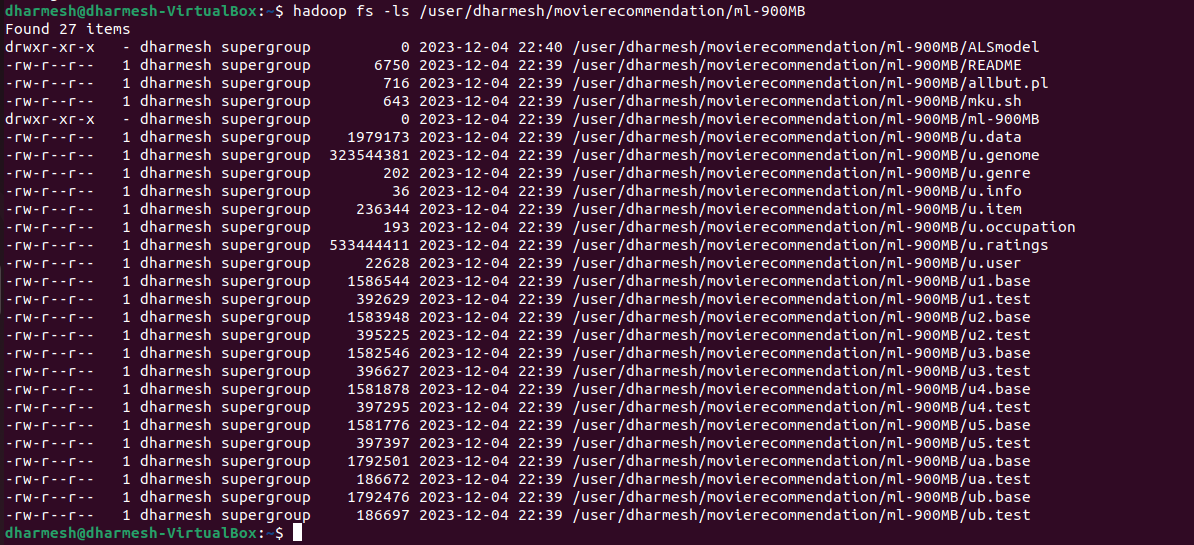 dharmesh@dharmesh-VirtualBox:~$ hadoop fs -ls /user/dharmesh/movierecommendation/ml-900MB
Found 27 items
drwxr-xr-x   - dharmesh supergroup          0 2023-12-04 22:40 /user/dharmesh/movierecommendation/ml-900MB/ALSmodel
-rw-r--r--   1 dharmesh supergroup       6750 2023-12-04 22:39 /user/dharmesh/movierecommendation/ml-900MB/README
-rw-r--r--   1 dharmesh supergroup        716 2023-12-04 22:39 /user/dharmesh/movierecommendation/ml-900MB/allbut.pl
-rw-r--r--   1 dharmesh supergroup        643 2023-12-04 22:39 /user/dharmesh/movierecommendation/ml-900MB/mku.sh
drwxr-xr-x   - dharmesh supergroup          0 2023-12-04 22:39 /user/dharmesh/movierecommendation/ml-900MB/ml-900MB
-rw-r--r--   1 dharmesh supergroup    1979173 2023-12-04 22:39 /user/dharmesh/movierecommendation/ml-900MB/u.data
-rw-r--r--   1 dharmesh supergroup  323544381 2023-12-04 22:39 /user/dharmesh/movierecommendation/ml-900MB/u.genome
-rw-r--r--   1 dharmesh supergroup        202 2023-12-04 22:39 /user/dharmesh/movierecommendation/ml-900MB/u.genre
-rw-r--r--   1 dharmesh supergroup         36 2023-12-04 22:39 /user/dharmesh/movierecommendation/ml-900MB/u.info
-rw-r--r--   1 dharmesh supergroup     236344 2023-12-04 22:39 /user/dharmesh/movierecommendation/ml-900MB/u.item
-rw-r--r--   1 dharmesh supergroup        193 2023-12-04 22:39 /user/dharmesh/movierecommendation/ml-900MB/u.occupation
-rw-r--r--   1 dharmesh supergroup  533444411 2023-12-04 22:39 /user/dharmesh/movierecommendation/ml-900MB/u.ratings
-rw-r--r--   1 dharmesh supergroup      22628 2023-12-04 22:39 /user/dharmesh/movierecommendation/ml-900MB/u.user
-rw-r--r--   1 dharmesh supergroup    1586544 2023-12-04 22:39 /user/dharmesh/movierecommendation/ml-900MB/u1.base
-rw-r--r--   1 dharmesh supergroup     392629 2023-12-04 22:39 /user/dharmesh/movierecommendation/ml-900MB/u1.test
-rw-r--r--   1 dharmesh supergroup    1583948 2023-12-04 22:39 /user/dharmesh/movierecommendation/ml-900MB/u2.base
-rw-r--r--   1 dharmesh supergroup     395225 2023-12-04 22:39 /user/dharmesh/movierecommendation/ml-900MB/u2.test
-rw-r--r--   1 dharmesh supergroup    1582546 2023-12-04 22:39 /user/dharmesh/movierecommendation/ml-900MB/u3.base
-rw-r--r--   1 dharmesh supergroup     396627 2023-12-04 22:39 /user/dharmesh/movierecommendation/ml-900MB/u3.test
-rw-r--r--   1 dharmesh supergroup    1581878 2023-12-04 22:39 /user/dharmesh/movierecommendation/ml-900MB/u4.base
-rw-r--r--   1 dharmesh supergroup     397295 2023-12-04 22:39 /user/dharmesh/movierecommendation/ml-900MB/u4.test
-rw-r--r--   1 dharmesh supergroup    1581776 2023-12-04 22:39 /user/dharmesh/movierecommendation/ml-900MB/u5.base
-rw-r--r--   1 dharmesh supergroup     397397 2023-12-04 22:39 /user/dharmesh/movierecommendation/ml-900MB/u5.test
-rw-r--r--   1 dharmesh supergroup    1792501 2023-12-04 22:39 /user/dharmesh/movierecommendation/ml-900MB/ua.base
-rw-r--r--   1 dharmesh supergroup     186672 2023-12-04 22:39 /user/dharmesh/movierecommendation/ml-900MB/ua.test
-rw-r--r--   1 dharmesh supergroup    1792476 2023-12-04 22:39 /user/dharmesh/movierecommendation/ml-900MB/ub.base
-rw-r--r--   1 dharmesh supergroup     186697 2023-12-04 22:39 /user/dharmesh/movierecommendation/ml-900MB/ub.test
dharmesh@dharmesh-VirtualBox:~$